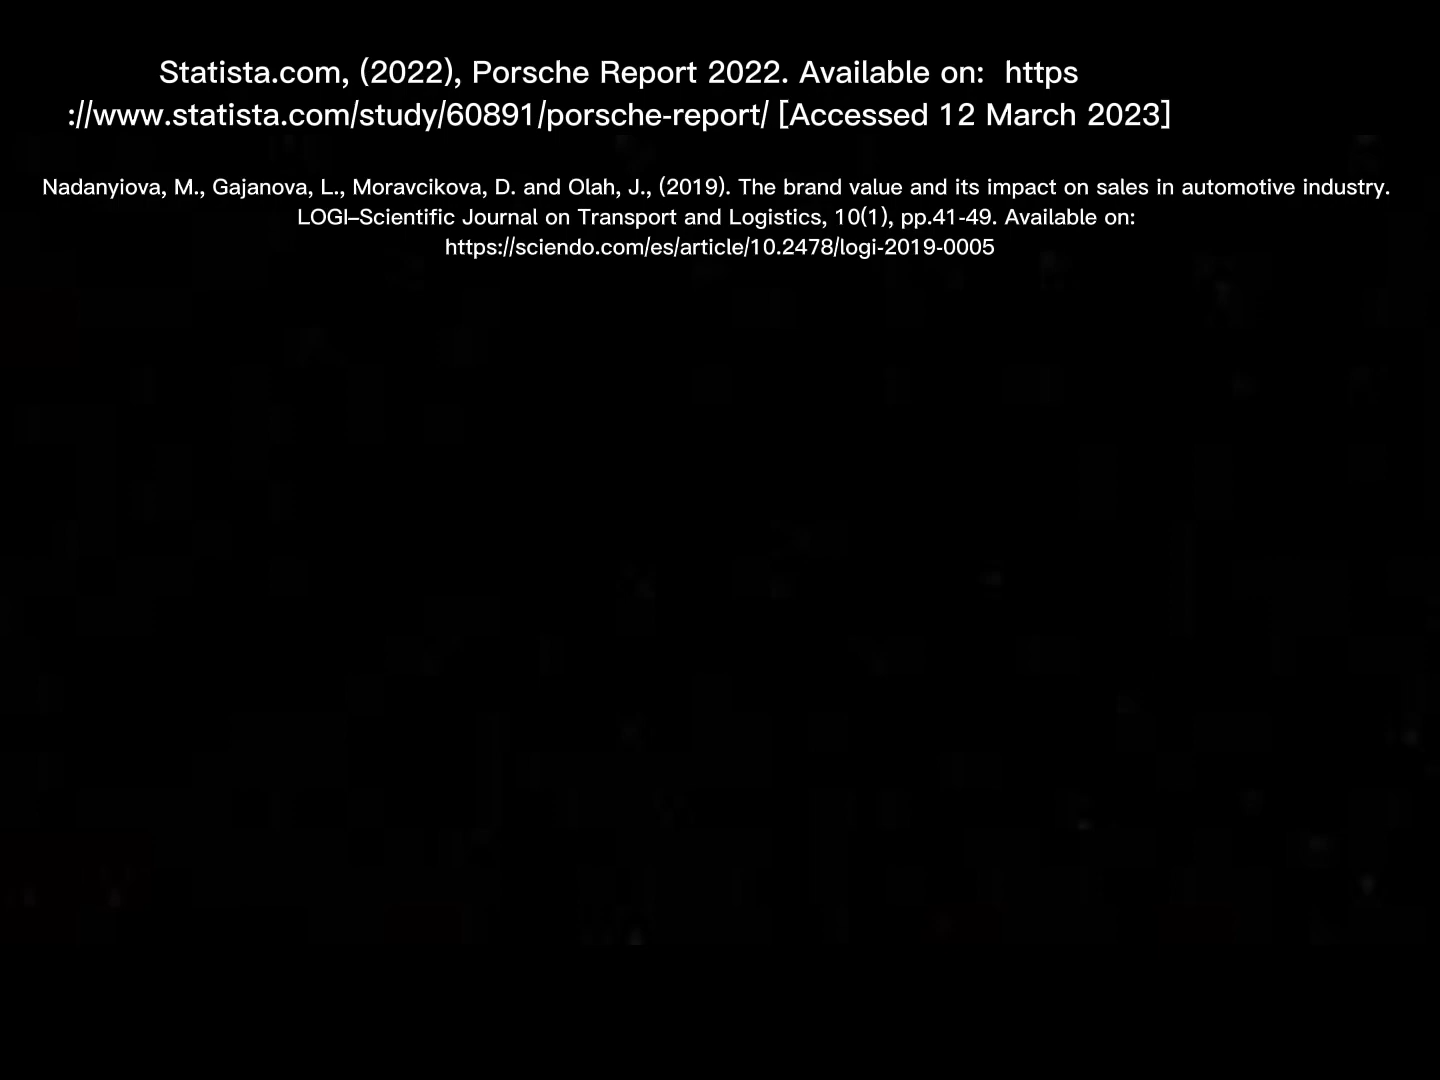 Statista.com, (2022), Porsche Report 2022. Available on:  https
://www.statista.com/study/60891/porsche-report/ [Accessed 12 March 2023]
Nadanyiova, M., Gajanova, L., Moravcikova, D. and Olah, J., (2019). The brand value and its impact on sales in automotive industry.
LOGI–Scientific Journal on Transport and Logistics, 10(1), pp.41-49. Available on:
https://sciendo.com/es/article/10.2478/logi-2019-0005